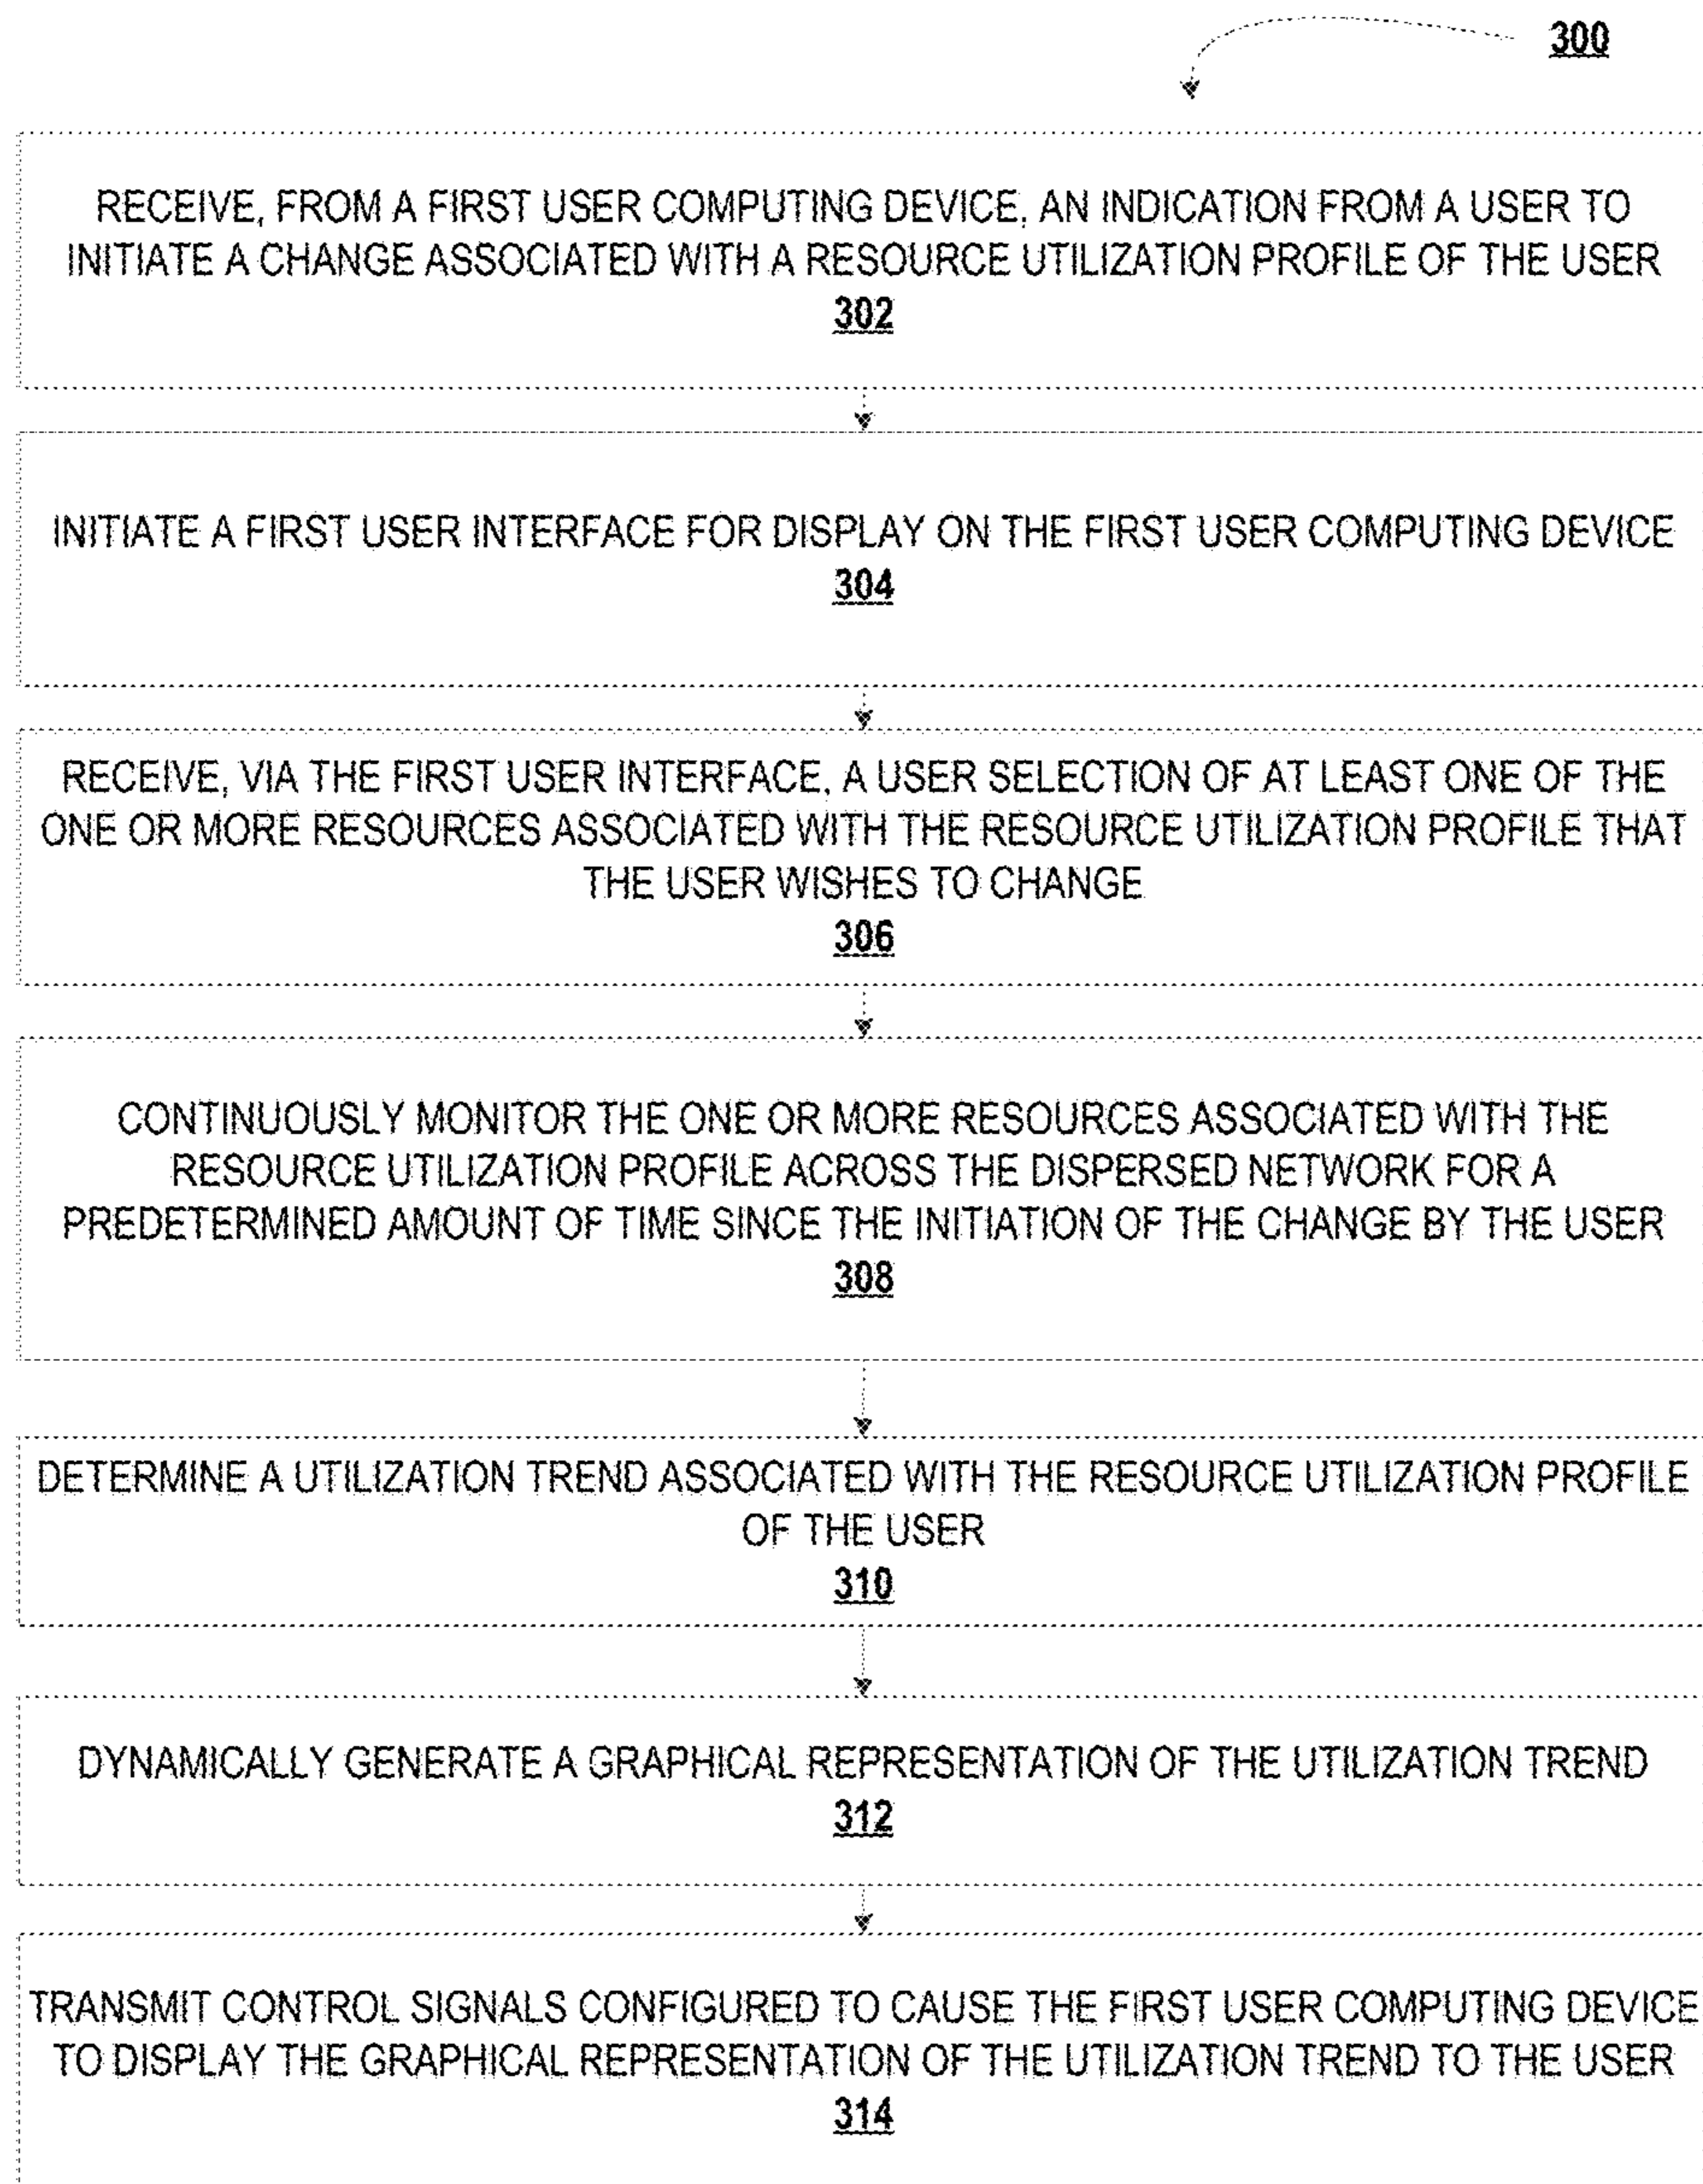 300
RECEIVE, FROM A FIRST USER COMPUTING DEVICE, AN INDICATION FROM A USER TO
INITIATE A CHANGE ASSOCIATED WITH A RESOURCE UTILIZATION PROFILE OF THE USER
302
INITIATE A FIRST USER INTERFACE FOR DISPLAY ON THE FIRST USER COMPUTING DEVICE
304
RECEIVE, VIA THE FIRST USER INTERFACE, A USER SELECTION OF AT LEAST ONE OF THE
ONE OR MORE RESOURCES ASSOCIATED WITH THE RESOURCE UTILIZATION PROFILE THAT
THE USER WISHES TO CHANGE
306
CONTINUOUSLY MONITOR THE ONE OR MORE RESOURCES ASSOCIATED WITH THE
RESOURCE UTILIZATION PROFILE ACROSS THE DISPERSED NETWORK FOR A
PREDETERMINED AMOUNT OF TIME SINCE THE INITIATION OF THE CHANGE BY THE USER
308
DETERMINE A UTILIZATION TREND ASSOCIATED WITH THE RESOURCE UTILIZATION PROFILE
OF THE USER
310
DYNAMICALLY GENERATE A GRAPHICAL REPRESENTATION OF THE UTILIZATION TREND
312
TRANSMIT CONTROL SIGNALS CONFIGURED TO CAUSE THE FIRST USER COMPUTING DEVICE
TO DISPLAY THE GRAPHICAL REPRESENTATION OF THE UTILIZATION TREND TO THE USER
314